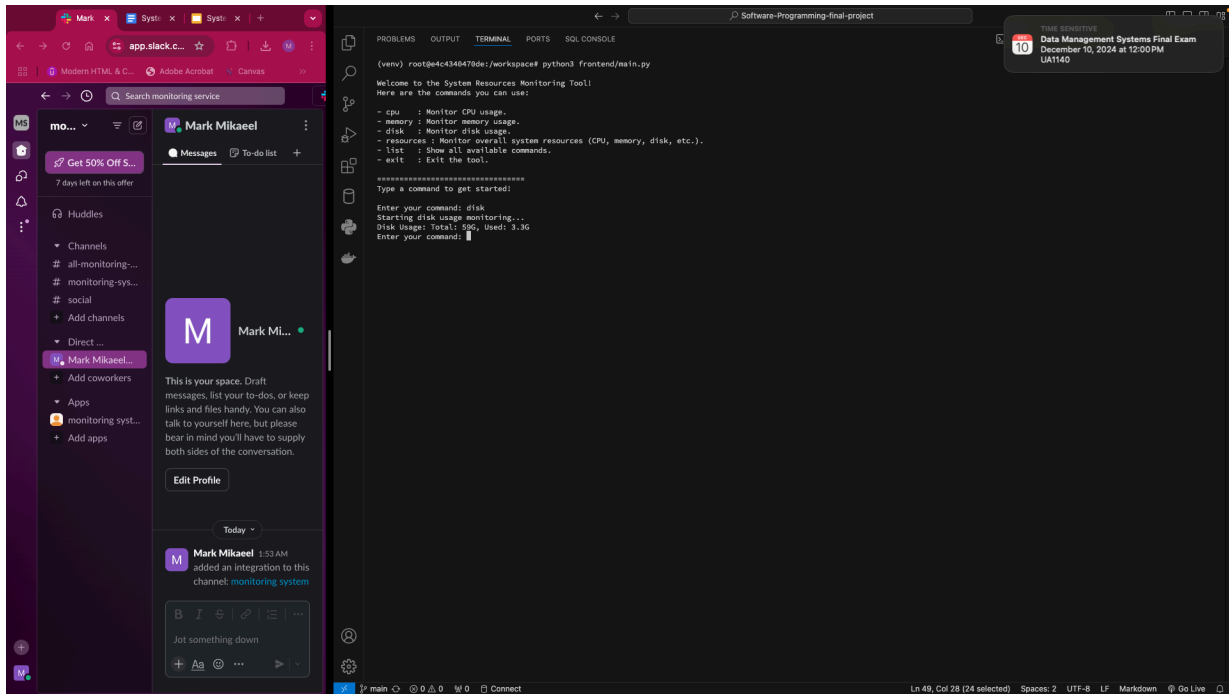 Mark
Syste
Syste
app.slack.c...
M
Modern HTML & C...
Adobe Acrobat
Canvas
Search monitoring service
MS
mo...
Get 50% Off S...
7 days left on this offer
Huddles
Channels
# all-monitoring-...
# monitoring-sys...
# social
+ Add channels
Direct ...
M Mark Mikaeel...
+ Add coworkers
Apps
monitoring syst...
+ Add apps
M
M Mark Mikaeel
Messages
To-do list
M
Mark Mi...
This is your space. Draft
messages, list your to-dos, or keep
links and files handy. You can also
talk to yourself here, but please
bear in mind you'll have to supply
both sides of the conversation.
Edit Profile
Today
M
Mark Mikaeel 1:53 AM
added an integration to this
channel: monitoring system
B I S
Jot something down
Aa
Software-Programming-final-project
PROBLEMS OUTPUT TERMINAL PORTS SQL CONSOLE
(venv) root@e4c4340470de:/workspace# python3 frontend/main.py
Welcome to the System Resources Monitoring Tool!
Here are the commands you can use:
- cpu : Monitor CPU usage.
- memory : Monitor memory usage.
- disk : Monitor disk usage.
- resources : Monitor overall system resources (CPU, memory, disk, etc.).
- list : Show all available commands.
- exit : Exit the tool.
=================================
Type a command to get started!
Enter your command: disk
Starting disk usage monitoring...
Disk Usage: Total: 59G, Used: 3.3G
Enter your command:
DEC
10
TIME SENSITIVE
Data Management Systems Final Exam
December 10, 2024 at 12:00 PM
UA1140
main 0 0 0 Connect
Ln 49, Col 28 (24 selected) Spaces: 2 UTF-8 LF Markdown Go Live